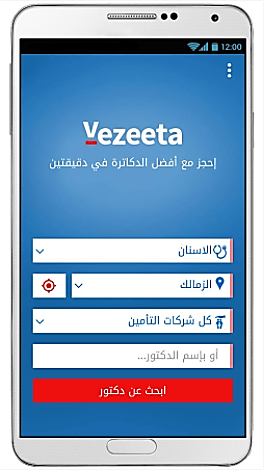 12:00
Vezeeta
إحجز مع أفضل الدكاترة في دقيقتين
الاسنان
الزمالك
كل شركات التأمين
أو بإسم الدكتور...
ابحث عن دكتور